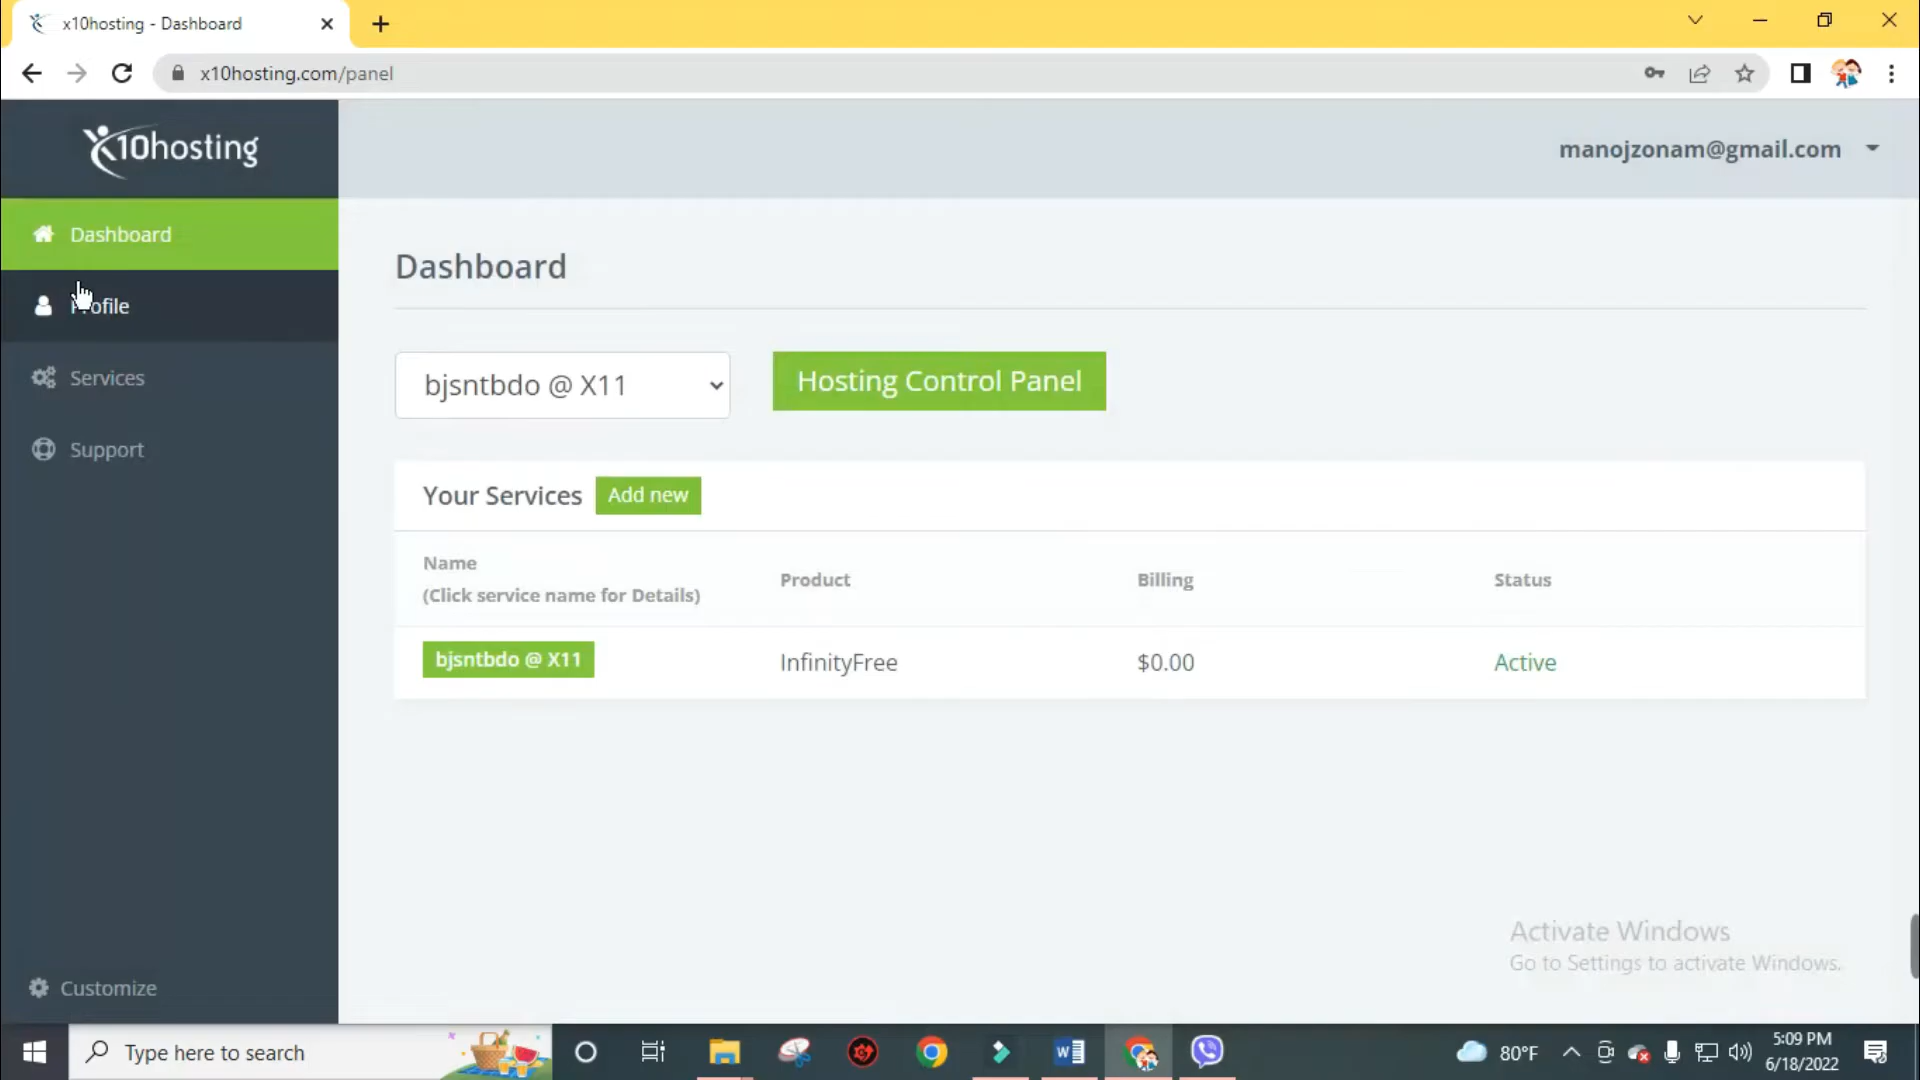 x10hosting - Dashboard
x10hosting.com/panel
x10hosting
manojzonam@gmail.com
Dashboard
Profile
Services
Support
Customize
Dashboard
bjsntbdo @ X11
Hosting Control Panel
Your Services
Add new
Name
(Click service name for Details)
Product
Billing
Status
bjsntbdo @ X11
InfinityFree
$0.00
Active
Activate Windows
Go to Settings to activate Windows.
Type here to search
80°F
5:09 PM
6/18/2022